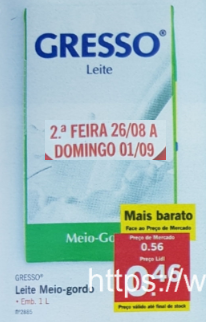 GRESSO®
Leite
2.ª FEIRA 26/08 A
DOMINGO 01/09
Meio-Go
Mais barato
Face ao Preço de Mercado
Preço de Mercado
0.56
Preço Lidl
0.46
Preço válido até final de stock
GRESSO®
Leite Meio-gordo
• Emb. 1 L
https://w